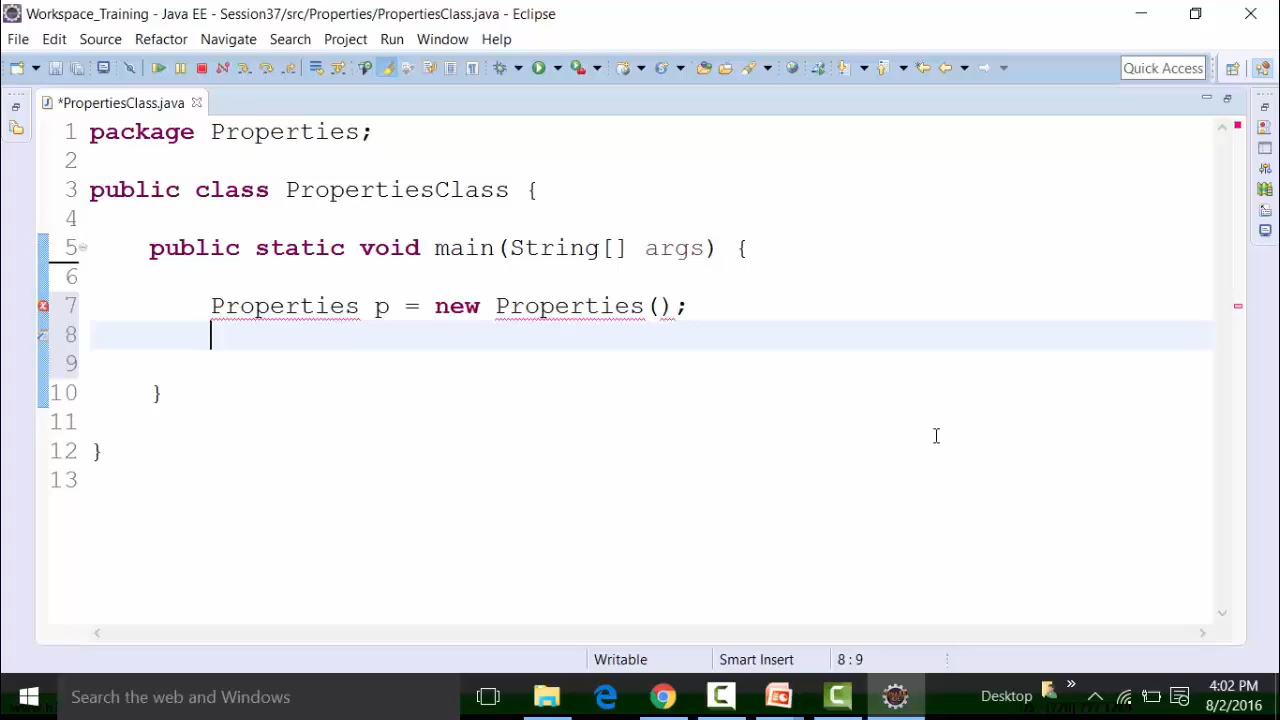 Workspace_Training - Java EE - Session37/src/Properties/PropertiesClass.java - Eclipse
File Edit Source Refactor Navigate Search Project Run Window Help
Quick Access
*PropertiesClass.java
1 package Properties;
2
3 public class PropertiesClass {
4
5 public static void main(String[] args) {
6
7 Properties p = new Properties();
8
9
10 }
11
12 }
13
Writable Smart Insert 8 : 9
Search the web and Windows
Desktop
4:02 PM
8/2/2016